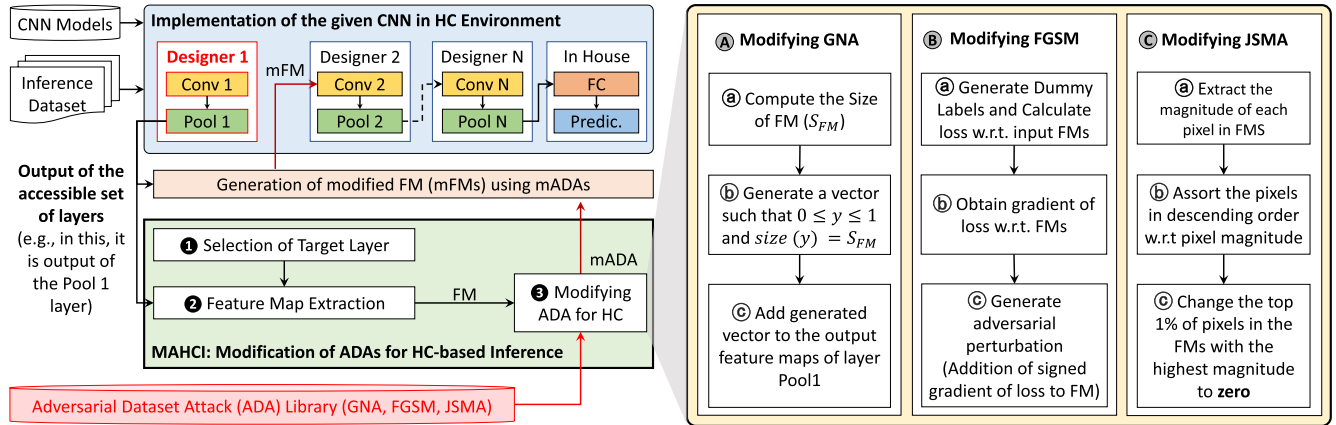 CNN Models
Inference
Dataset
Implementation of the given CNN in HC Environment
Designer 1
Conv 1
Pool 1
mFM
Designer 2
Conv 2
Pool 2
Designer N
Conv N
Pool N
In House
FC
Predic.
Output of the
accessible set
of layers
(e.g., in this, it
is output of
the Pool 1
layer)
Generation of modified FM (mFMs) using mADAs
❶ Selection of Target Layer
❷ Feature Map Extraction
FM
mADA
❸ Modifying
ADA for HC
MAHCI: Modification of ADAs for HC-based Inference
Adversarial Dataset Attack (ADA) Library (GNA, FGSM, JSMA)
Ⓐ Modifying GNA
ⓐ Compute the Size
of FM (S_FM)
ⓑ Generate a vector
such that 0 ≤ y ≤ 1
and size (y) = S_FM
ⓒ Add generated
vector to the output
feature maps of layer
Pool1
Ⓑ Modifying FGSM
ⓐ Generate Dummy
Labels and Calculate
loss w.r.t. input FMs
ⓑ Obtain gradient of
loss w.r.t. FMs
ⓒ Generate
adversarial
perturbation
(Addition of signed
gradient of loss to FM)
Ⓒ Modifying JSMA
ⓐ Extract the
magnitude of each
pixel in FMS
ⓑ Assort the pixels
in descending order
w.r.t pixel magnitude
ⓒ Change the top
1% of pixels in the
FMs with the
highest magnitude
to zero